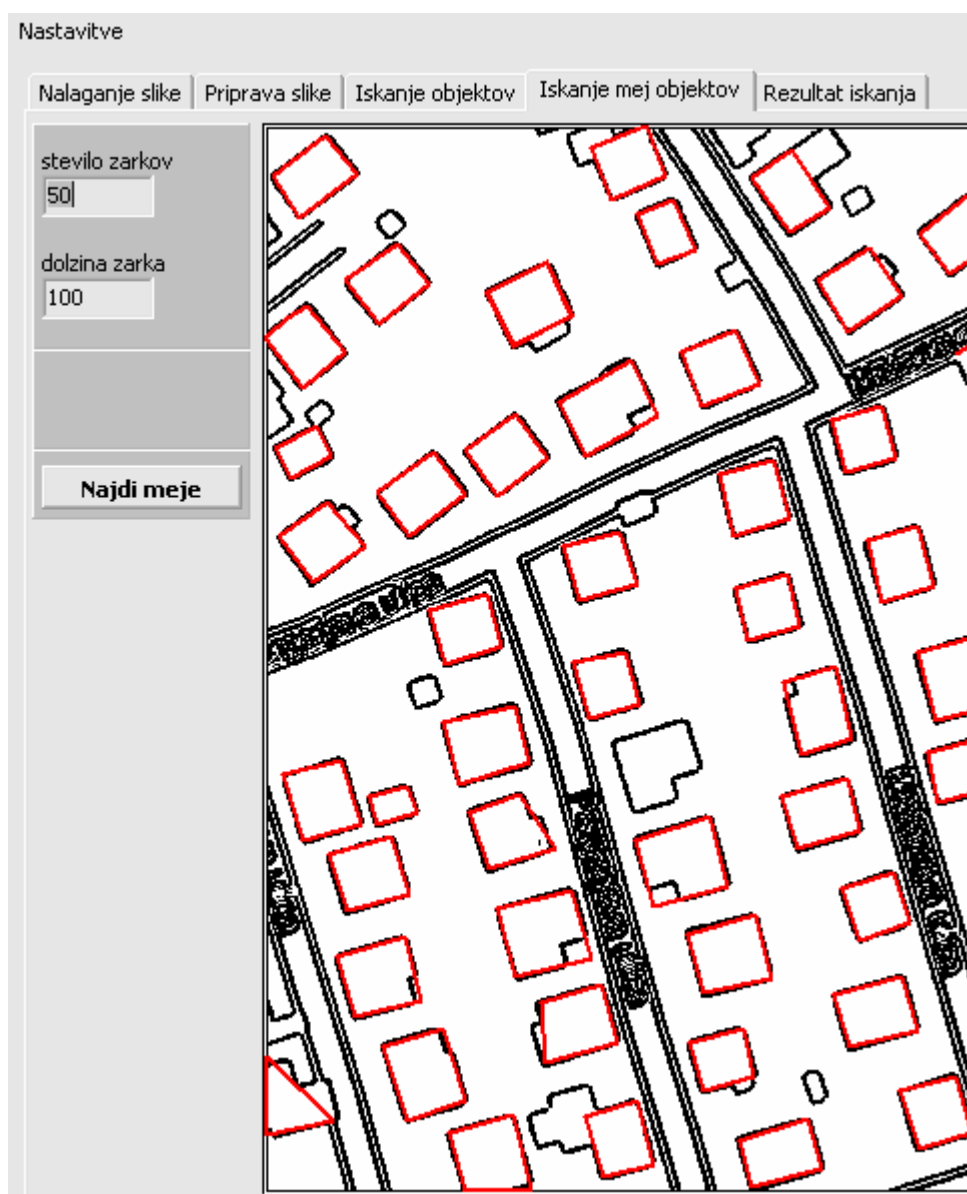 Nastavitve
Nalaganje slike Priprava slike Iskanje objektov Iskanje mej objektov Rezultat iskanja
stevilo zarkov
50
dolzina zarka
100
Najdi meje